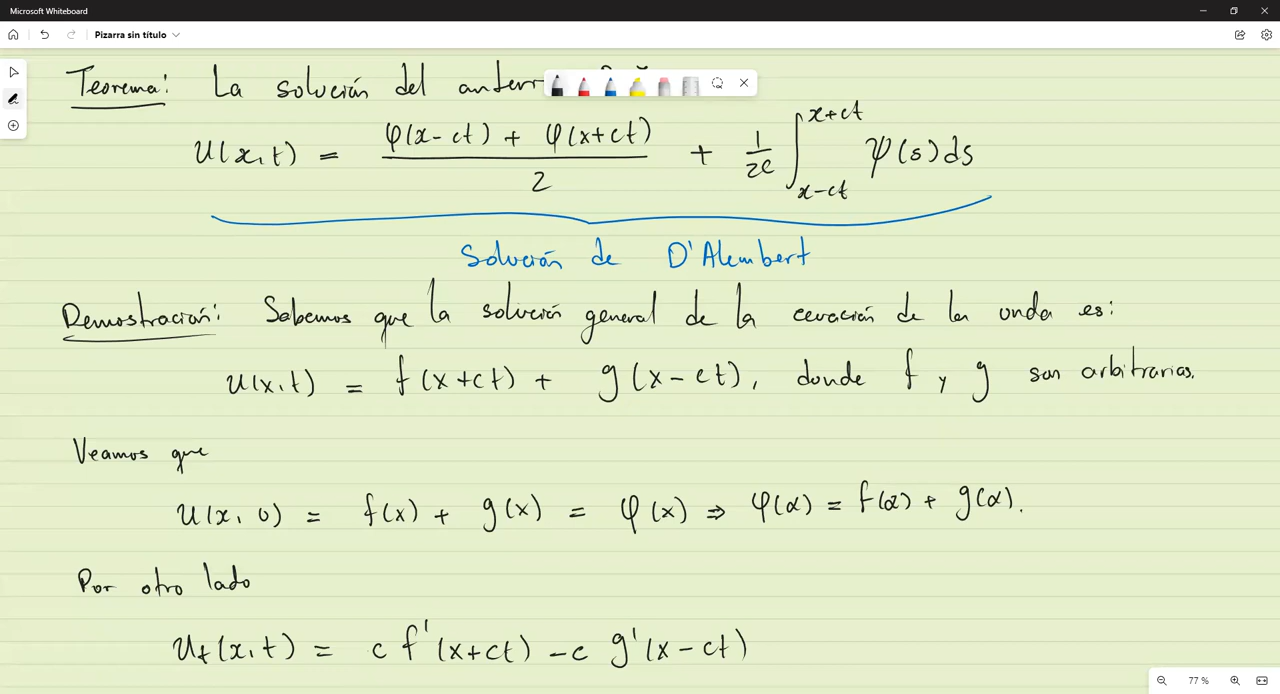 Microsoft Whiteboard
Pizarra sin título
Teorema: La solución del
u(x,t) = φ(x-ct) + φ(x+ct) / 2 + 1/2c ∫_{x-ct}^{x+ct} ψ(s)ds
Solución de D'Alembert
Demostración: Sabemos que la solución general de la ecuación de la onda es:
u(x,t) = f(x+ct) + g(x-ct), donde f y g son arbitrarias.
Veamos que
u(x,0) = f(x) + g(x) = φ(x) ⇒ φ(α) = f(α) + g(α).
Por otro lado
u_t(x,t) = c f'(x+ct) - c g'(x-ct)
77 %